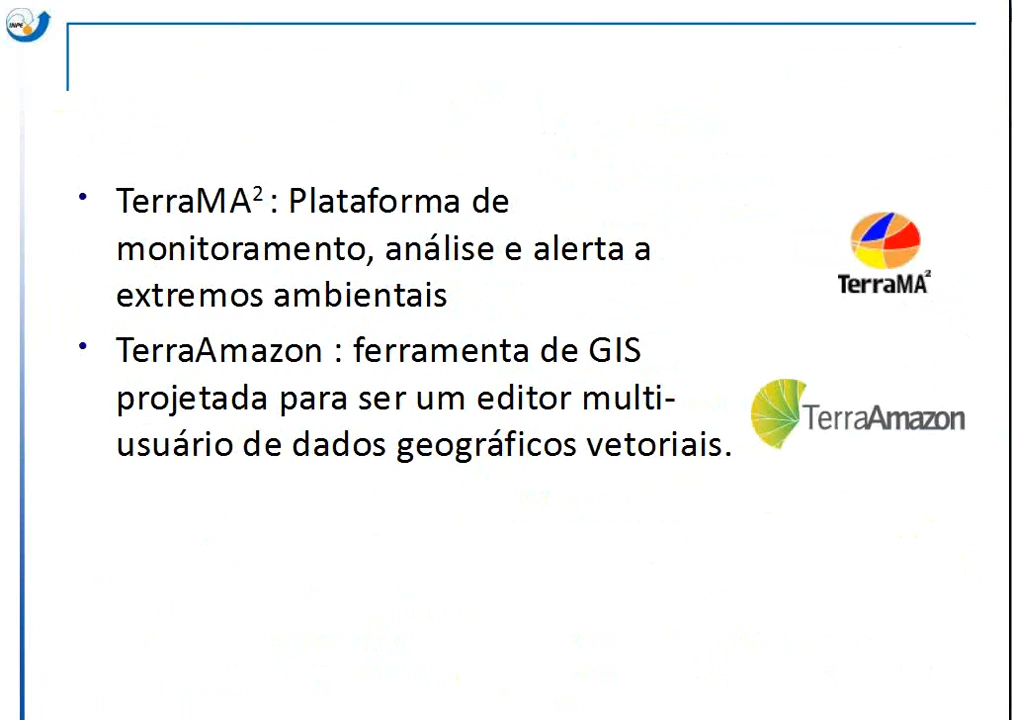 INPE
• TerraMA² : Plataforma de
monitoramento, análise e alerta a
extremos ambientais
TerraMA²
• TerraAmazon : ferramenta de GIS
projetada para ser um editor multi-
usuário de dados geográficos vetoriais.
TerraAmazon